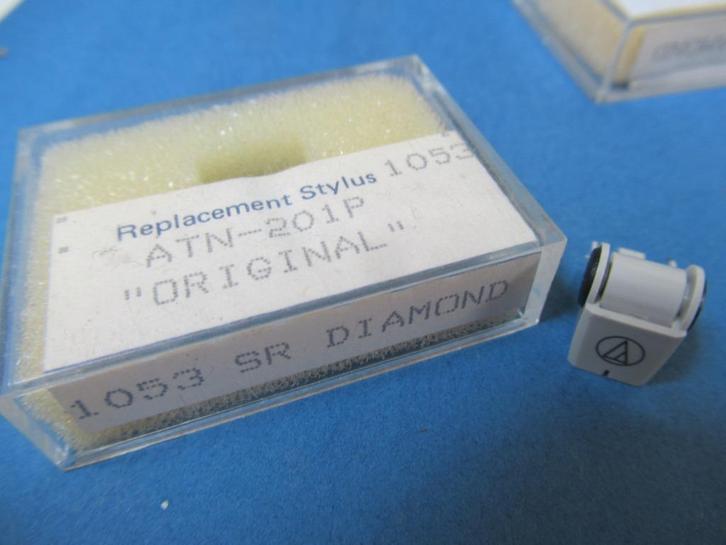 Replacement Stylus 1053
ATN-201P
"ORIGINAL"
1053 SR DIAMOND